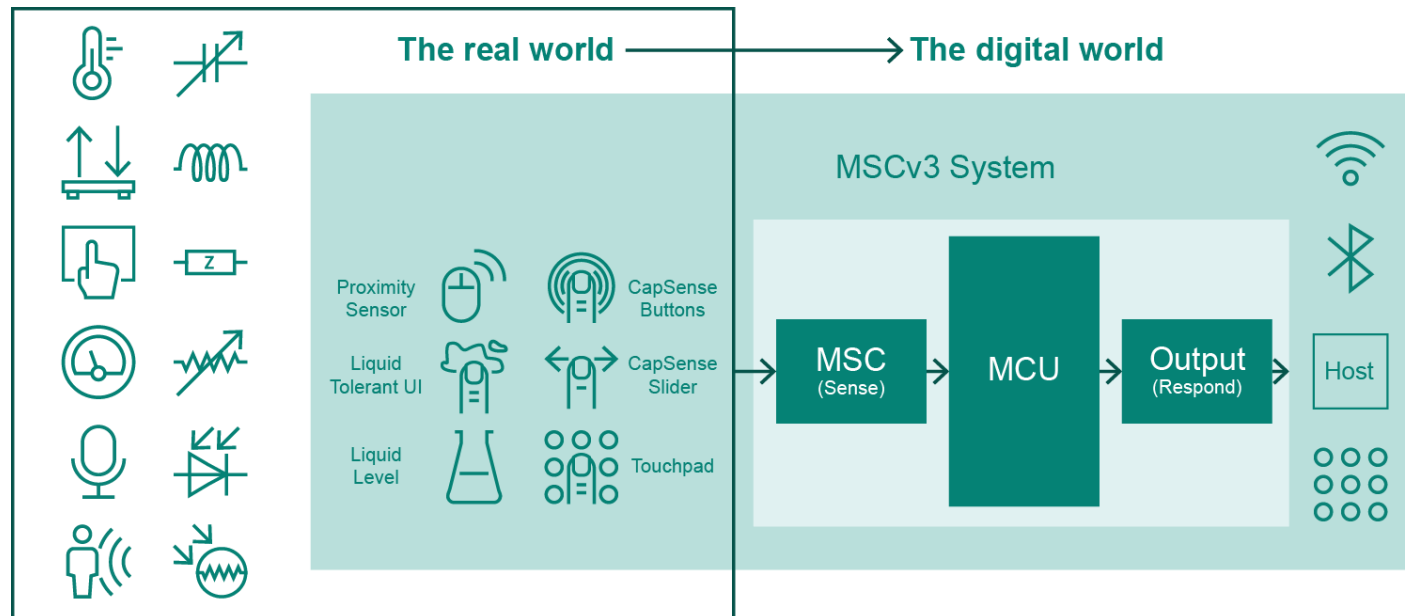 The real world
The digital world
MSCv3 System
Z
Proximity
Sensor
CapSense
Buttons
Liquid
Tolerant UI
CapSense
Slider
Liquid
Level
Touchpad
MSC
(Sense)
MCU
Output
(Respond)
Host